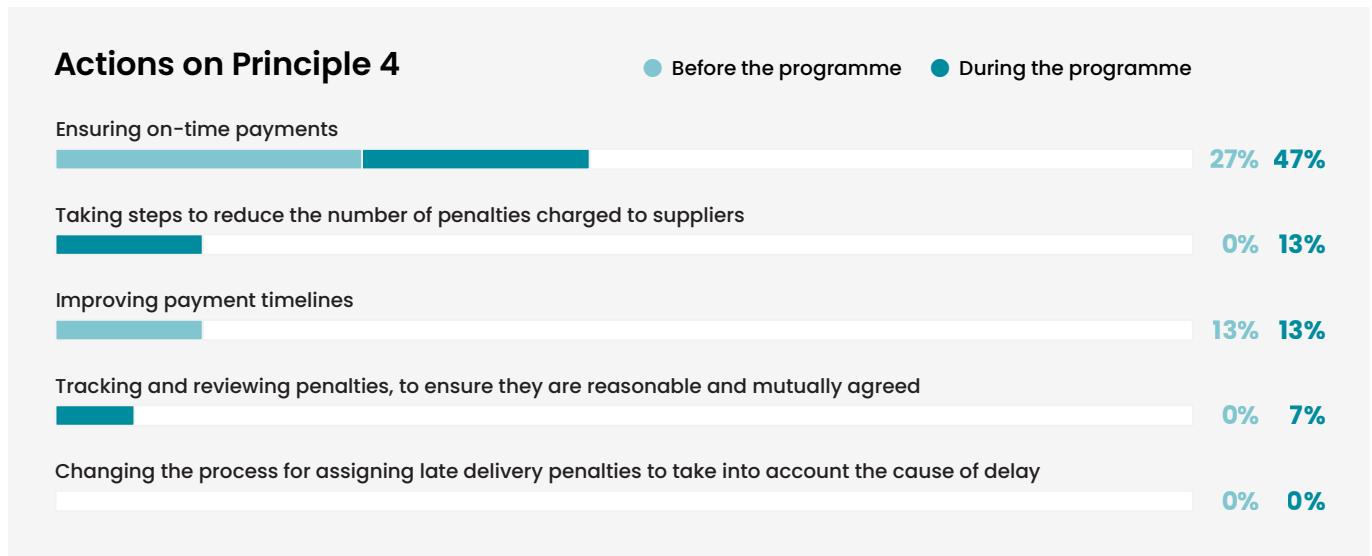 Actions on Principle 4
Before the programme
During the programme
Ensuring on-time payments
27% 47%
Taking steps to reduce the number of penalties charged to suppliers
0% 13%
Improving payment timelines
13% 13%
Tracking and reviewing penalties, to ensure they are reasonable and mutually agreed
0% 7%
Changing the process for assigning late delivery penalties to take into account the cause of delay
0% 0%